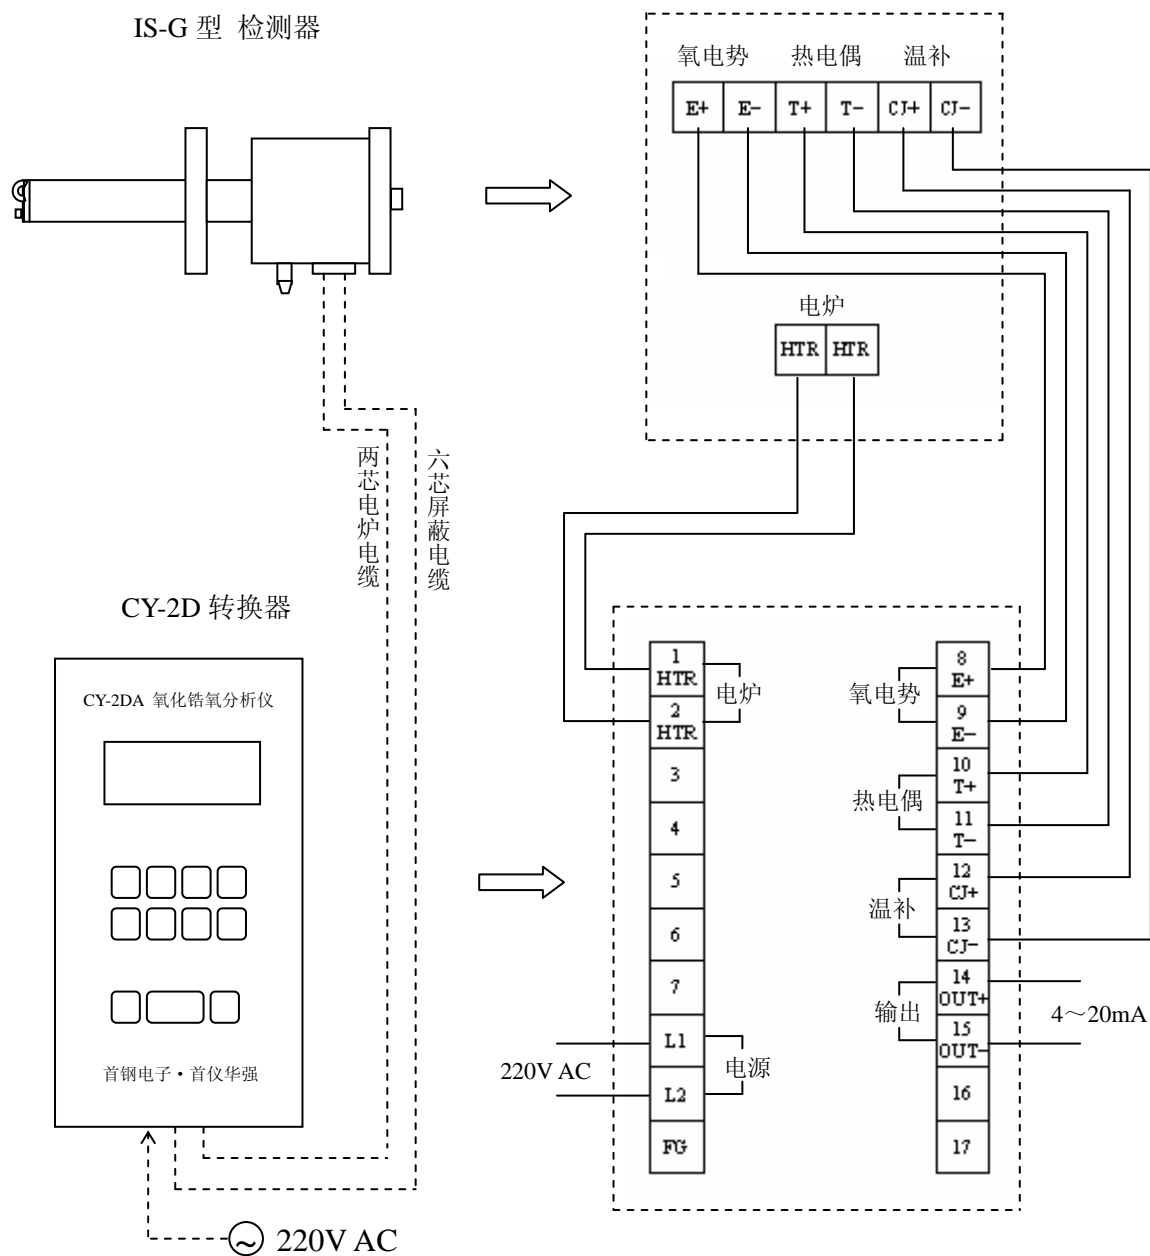 IS-G 型 检测器
氧电势 热电偶 温补
E+ E- T+ T- CJ+ CJ-
电炉
HTR HTR
两芯电炉电缆
六芯屏蔽电缆
CY-2D 转换器
CY-2DA 氧化锆氧分析仪
首钢电子·首仪华强
220V AC
1
HTR
2
HTR
电炉
3
4
5
6
7
L1
L2
电源
220V AC
FG
8
E+
9
E-
氧电势
10
T+
11
T-
热电偶
12
CJ+
13
CJ-
温补
14
OUT+
15
OUT-
输出
4～20mA
16
17